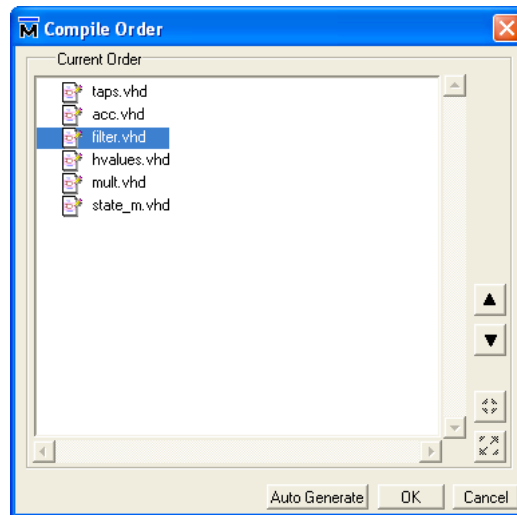 Compile Order
Current Order
taps.vhd
acc.vhd
filter.vhd
hvalues.vhd
mult.vhd
state_m.vhd
Auto Generate OK Cancel